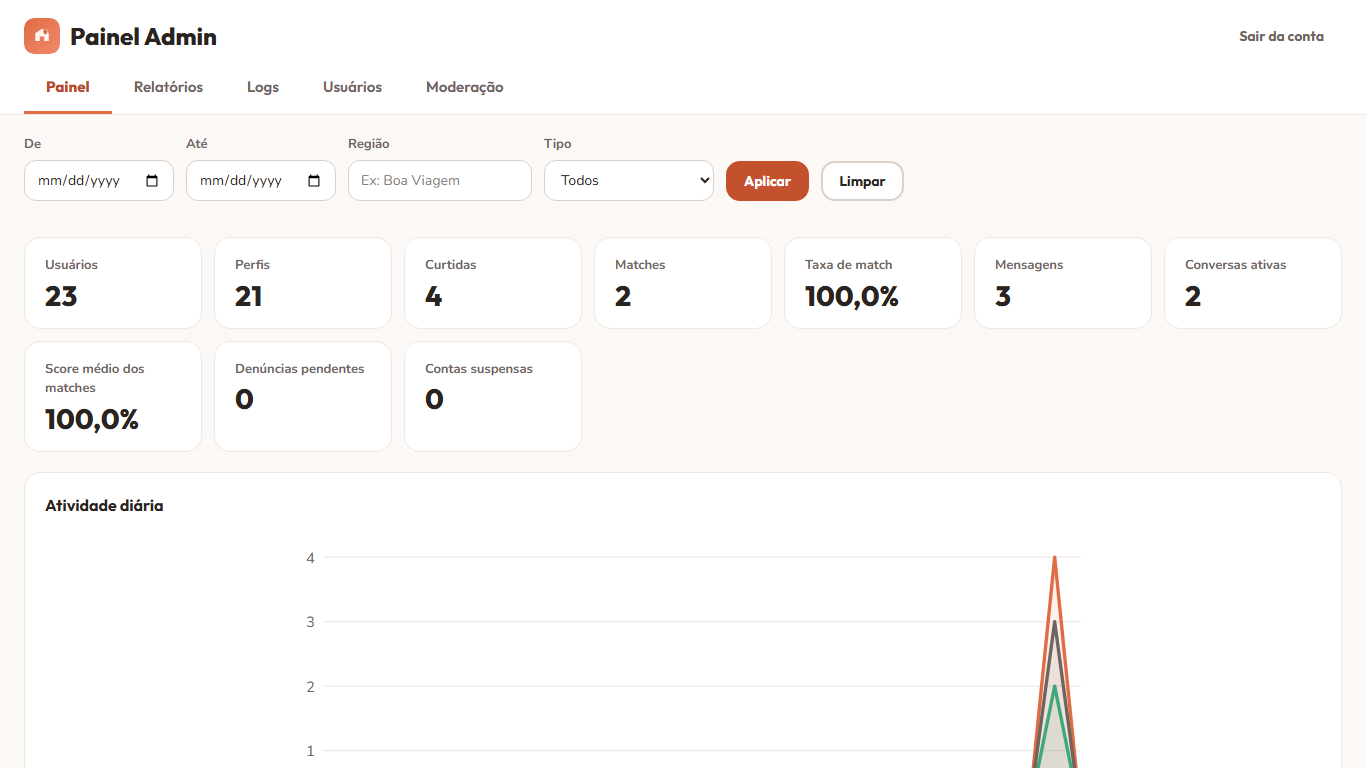 Painel Admin
Sair da conta
Painel
Relatórios
Logs
Usuários
Moderação
De
Até
Região
Tipo
mm/dd/yyyy
mm/dd/yyyy
Ex: Boa Viagem
Todos
Aplicar
Limpar
Usuários
23
Perfis
21
Curtidas
4
Matches
2
Taxa de match
100,0%
Mensagens
3
Conversas ativas
2
Score médio dos
matches
100,0%
Denúncias pendentes
0
Contas suspensas
0
Atividade diária
4
3
2
1